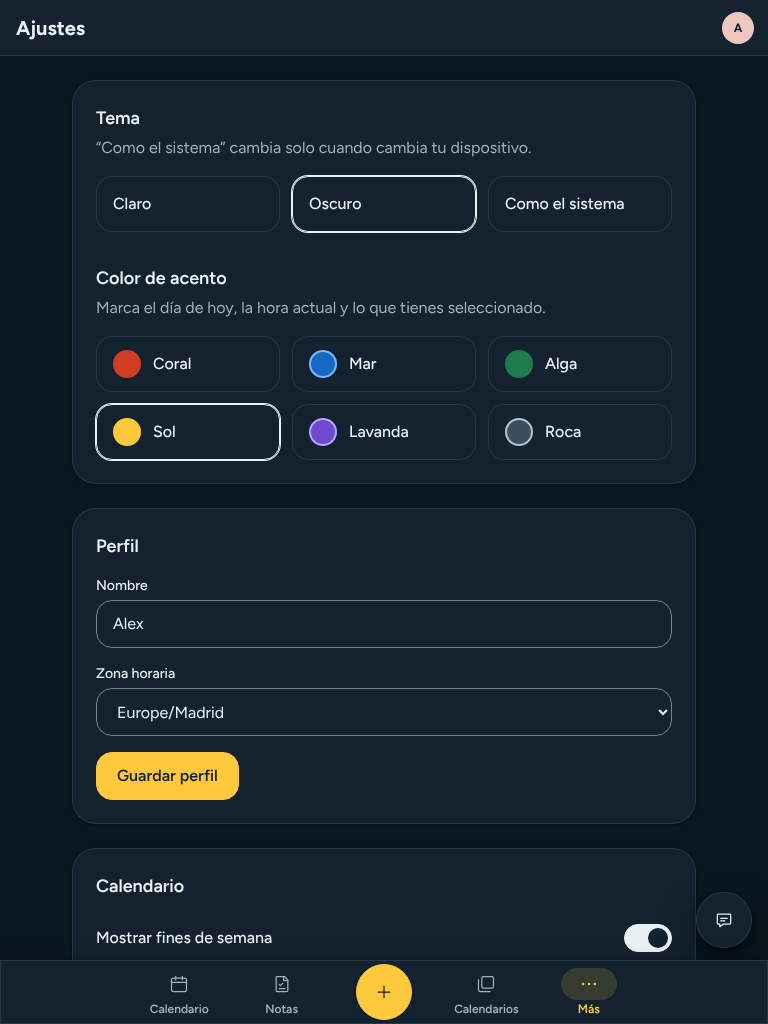 Ajustes
A
Tema
“Como el sistema” cambia solo cuando cambia tu dispositivo.
Claro
Oscuro
Como el sistema
Color de acento
Marca el día de hoy, la hora actual y lo que tienes seleccionado.
Coral
Mar
Alga
Sol
Lavanda
Roca
Perfil
Nombre
Alex
Zona horaria
Europe/Madrid
Guardar perfil
Calendario
Mostrar fines de semana
Calendario
Notas
Calendarios
Más